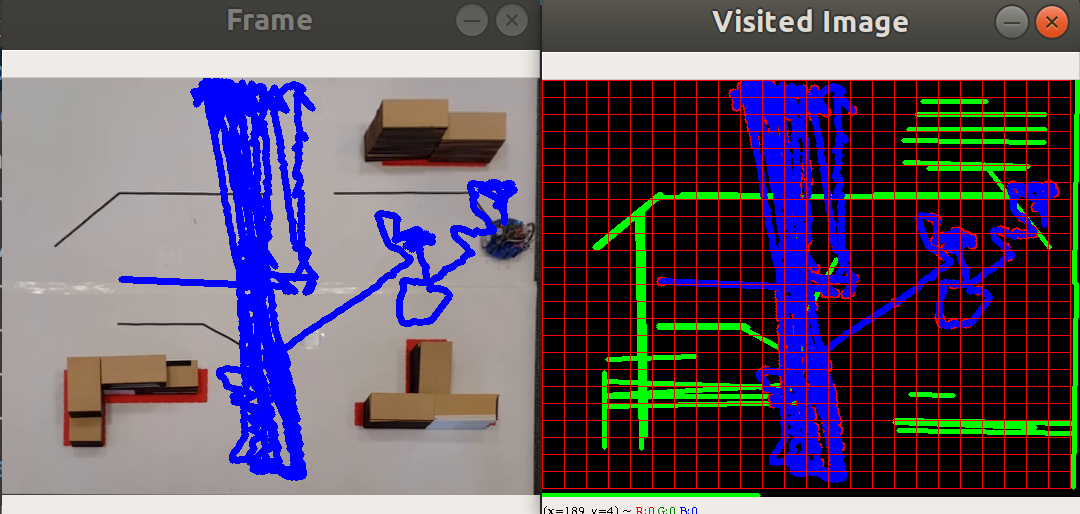 Frame
Visited Image
(x=189, y=4) ~ R:0 G:0 B:0